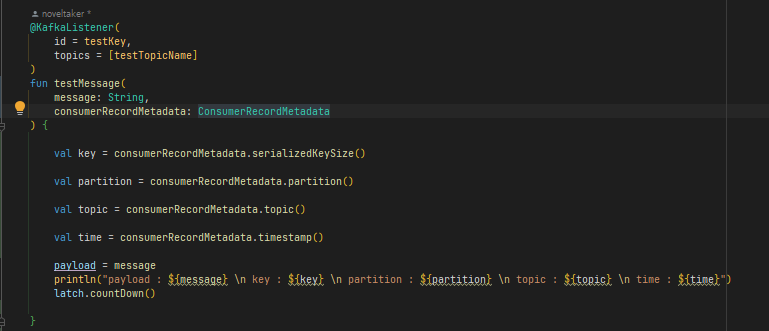 noveltaker *
@KafkaListener(
id = testKey,
topics = [testTopicName]
)
fun testMessage(
message: String,
consumerRecordMetadata: ConsumerRecordMetadata
) {
val key = consumerRecordMetadata.serializedKeySize()
val partition = consumerRecordMetadata.partition()
val topic = consumerRecordMetadata.topic()
val time = consumerRecordMetadata.timestamp()
payload = message
println("payload : ${message} \n key : ${key} \n partition : ${partition} \n topic : ${topic} \n time : ${time}")
latch.countDown()
}